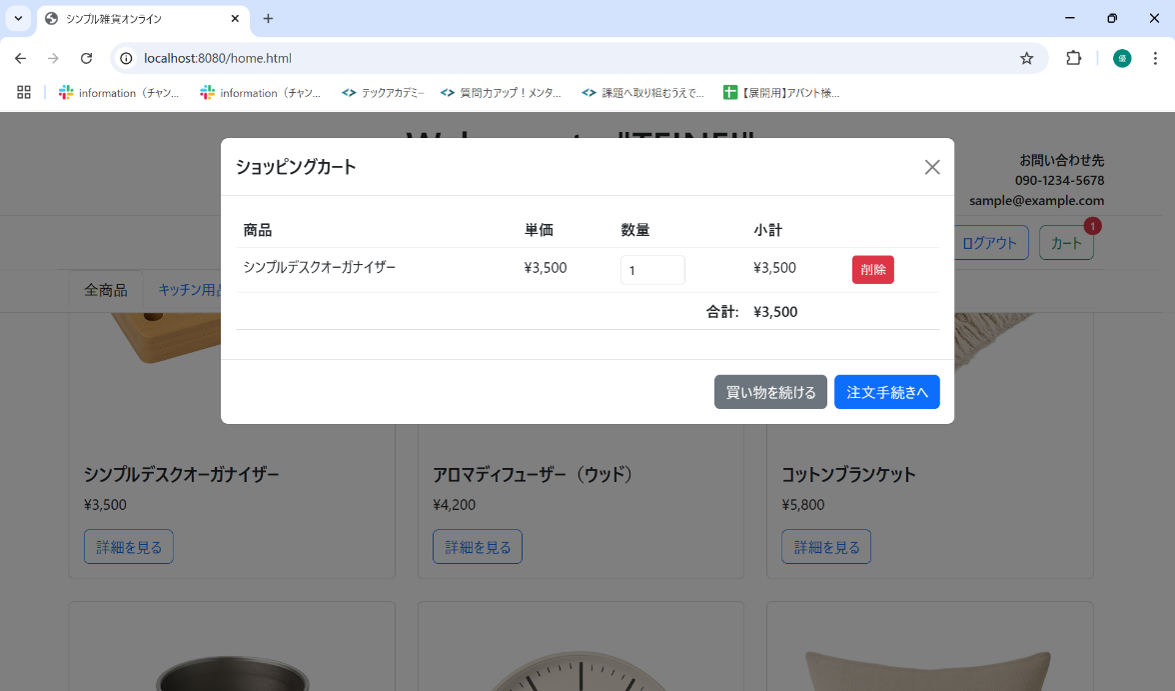 シンプル雑貨オンライン
localhost:8080/home.html
優
information（チャン...
information（チャン...
テックアカデミー
質問力アップ！メンタ...
課題へ取り組むうえで...
【展開用】アバント様...
ショッピングカート
お問い合わせ先
090-1234-5678
sample@example.com
商品 単価 数量 小計
ログアウト
カート
1
シンプルデスクオーガナイザー ¥3,500 1 ¥3,500 削除
全商品
キッチン用品
合計: ¥3,500
買い物を続ける
注文手続きへ
シンプルデスクオーガナイザー
¥3,500
詳細を見る
アロマディフューザー（ウッド）
¥4,200
詳細を見る
コットンブランケット
¥5,800
詳細を見る